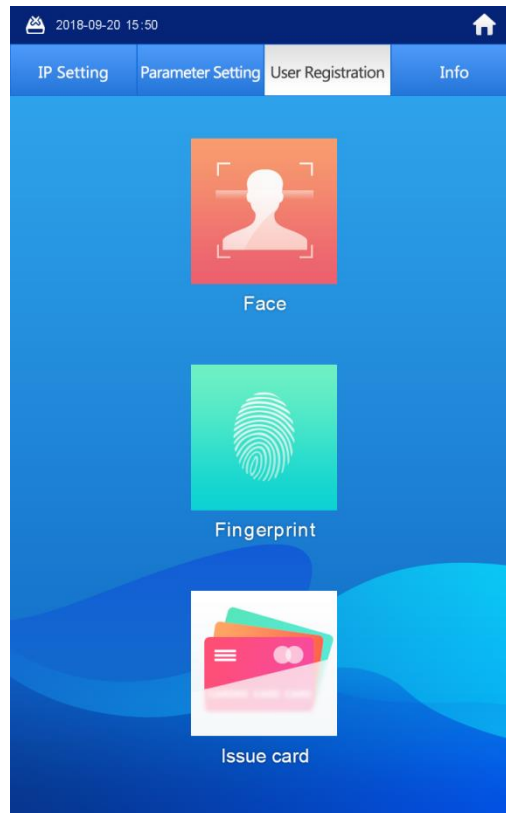 2018-09-20 15:50
IP Setting Parameter Setting User Registration Info
Face
Fingerprint
Issue card